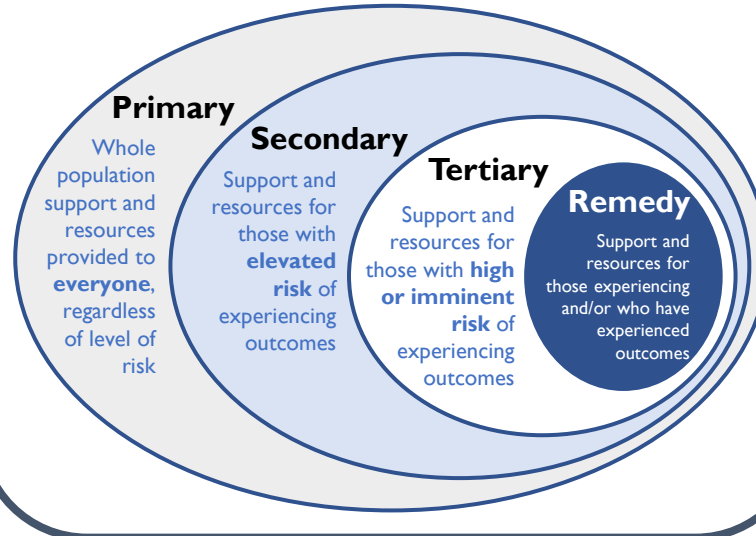 Primary
Whole
population
support and
resources
provided to
everyone,
regardless
of level of
risk
Secondary
Support and
resources for
those with
elevated
risk of
experiencing
outcomes
Tertiary
Support and
resources for
those with high
or imminent
risk of
experiencing
outcomes
Remedy
Support and
resources for
those experiencing
and/or who have
experienced
outcomes